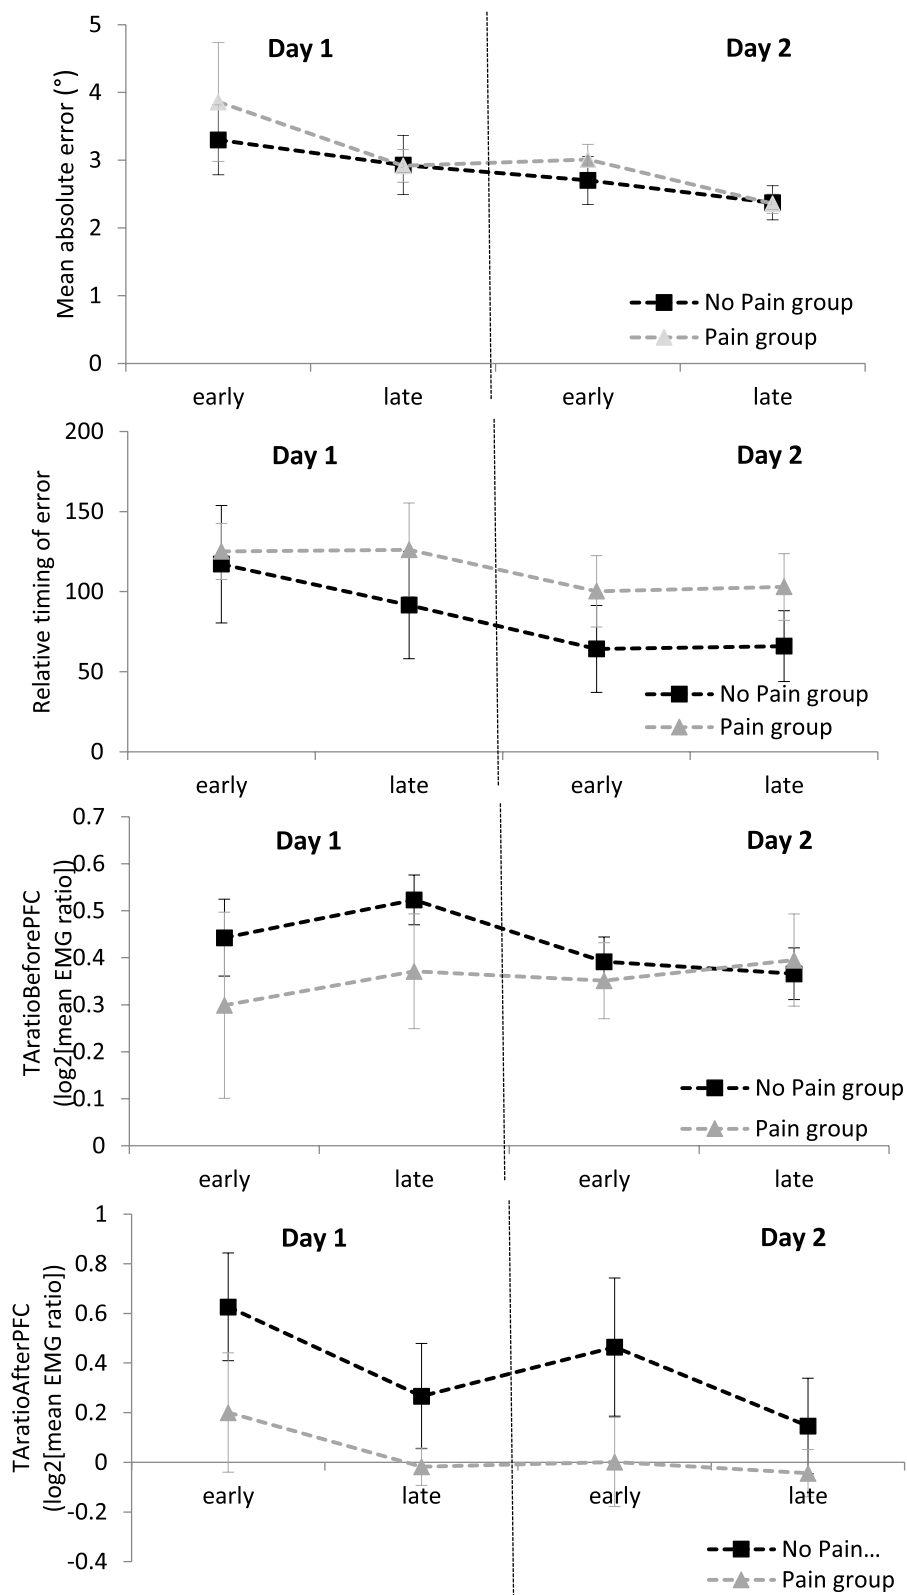 Mean absolute error (°)
5
4
3
2
1
0
Day 1
Day 2
No Pain group
Pain group
early
late
early
late
Relative timing of error
200
150
100
50
0
Day 1
Day 2
No Pain group
Pain group
early
late
early
late
TAratioBeforePFC
(log2[mean EMG ratio])
0.7
0.6
0.5
0.4
0.3
0.2
0.1
0
Day 1
Day 2
No Pain group
Pain group
early
late
early
late
TAratioAfterPFC
(log2[mean EMG ratio])
1
0.8
0.6
0.4
0.2
0
-0.2
-0.4
Day 1
Day 2
early
late
early
late
No Pain...
Pain group